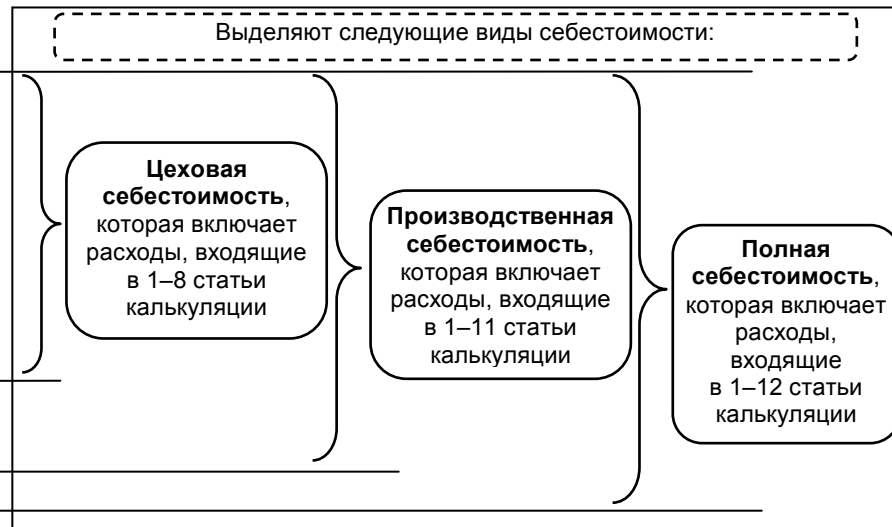 Выделяют следующие виды себестоимости:
Цеховая
себестоимость,
которая включает
расходы, входящие
в 1–8 статьи
калькуляции
Производственная
себестоимость,
которая включает
расходы, входящие
в 1–11 статьи
калькуляции
Полная
себестоимость,
которая включает
расходы,
входящие
в 1–12 статьи
калькуляции